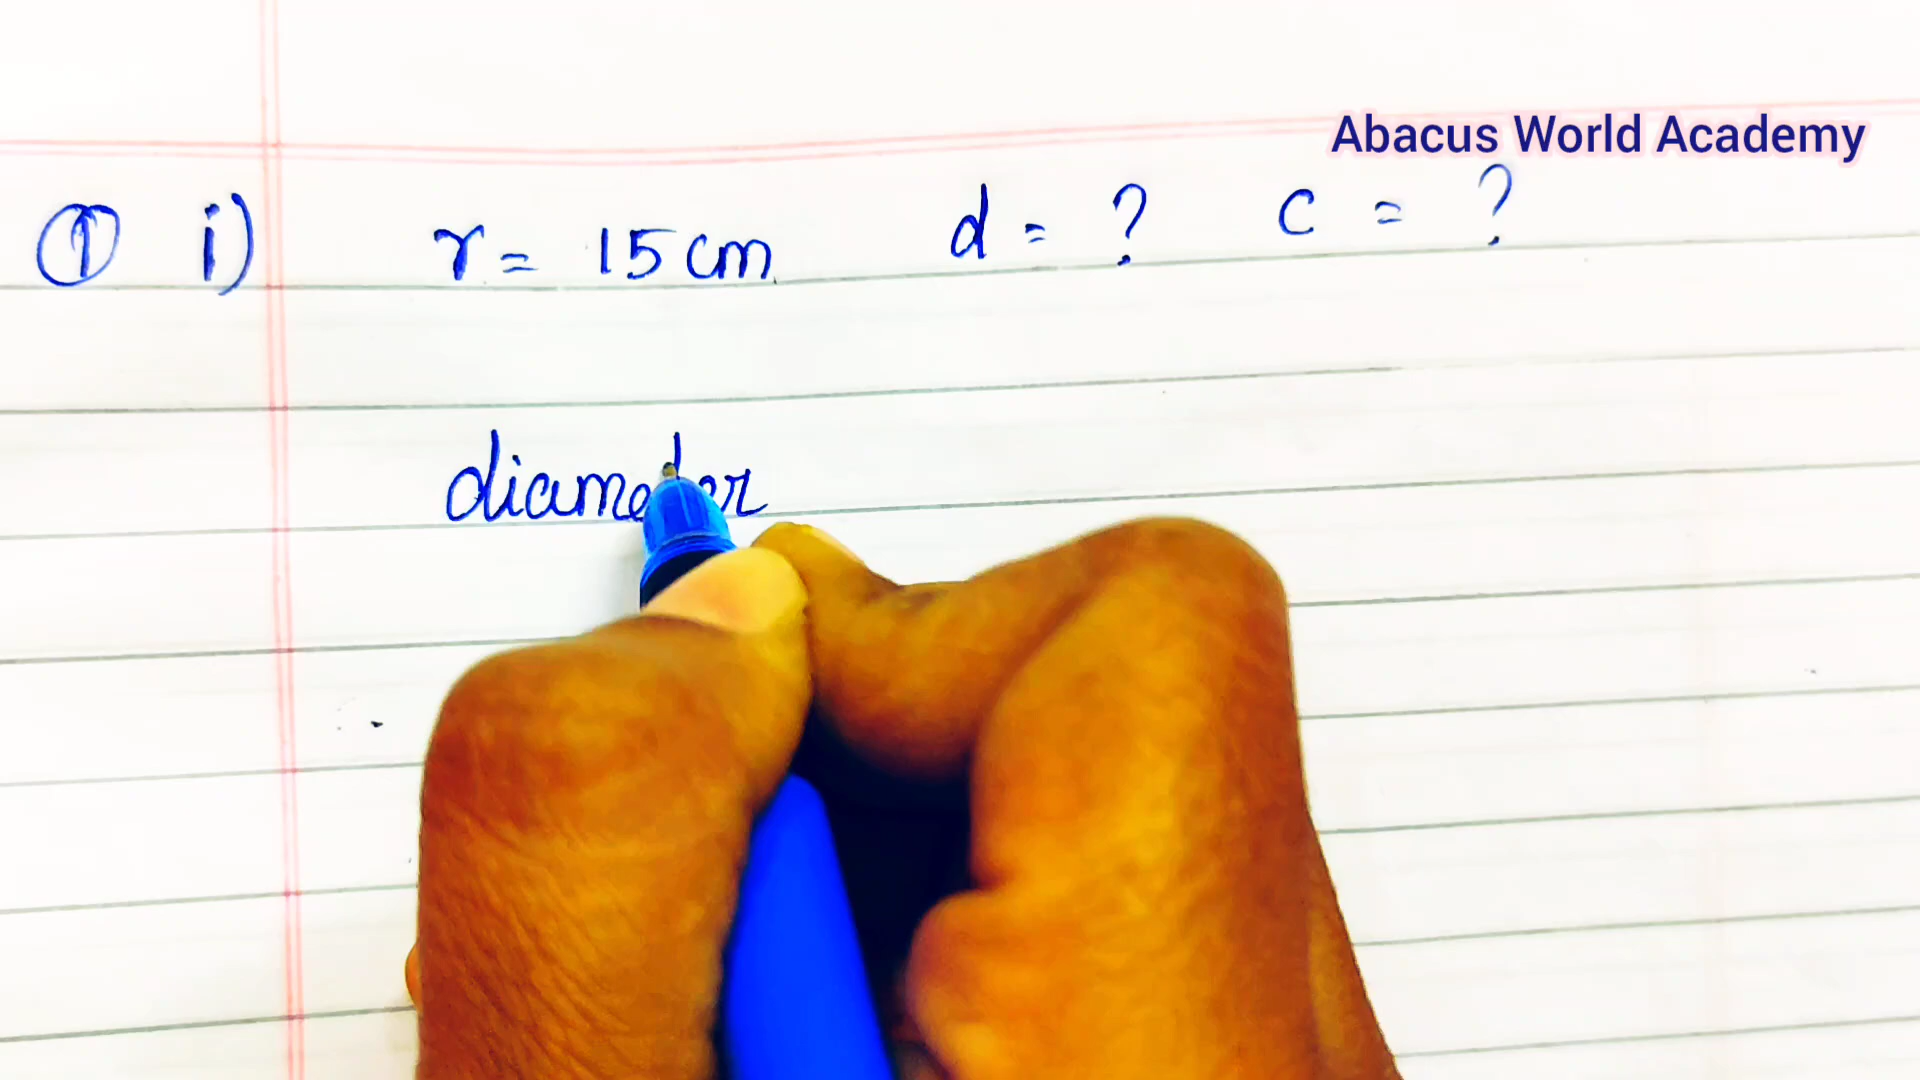 Abacus World Academy
① i) r = 15 cm d = ? c = ?
diameter